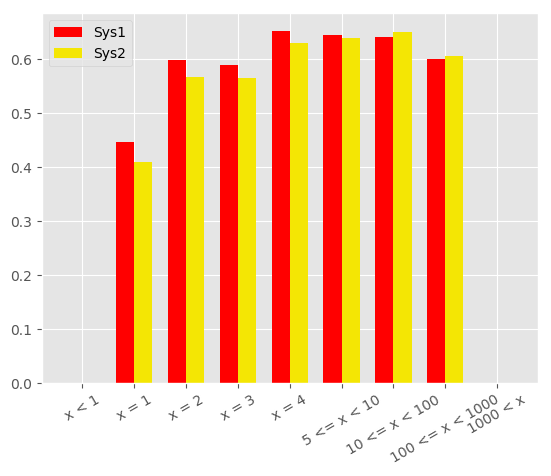 Sys1
Sys2
0.6
0.5
0.4
0.3
0.2
0.1
0.0
x < 1
x = 1
x = 2
x = 3
x = 4
5 <= x < 10
10 <= x < 100
100 <= x < 1000
1000 < x